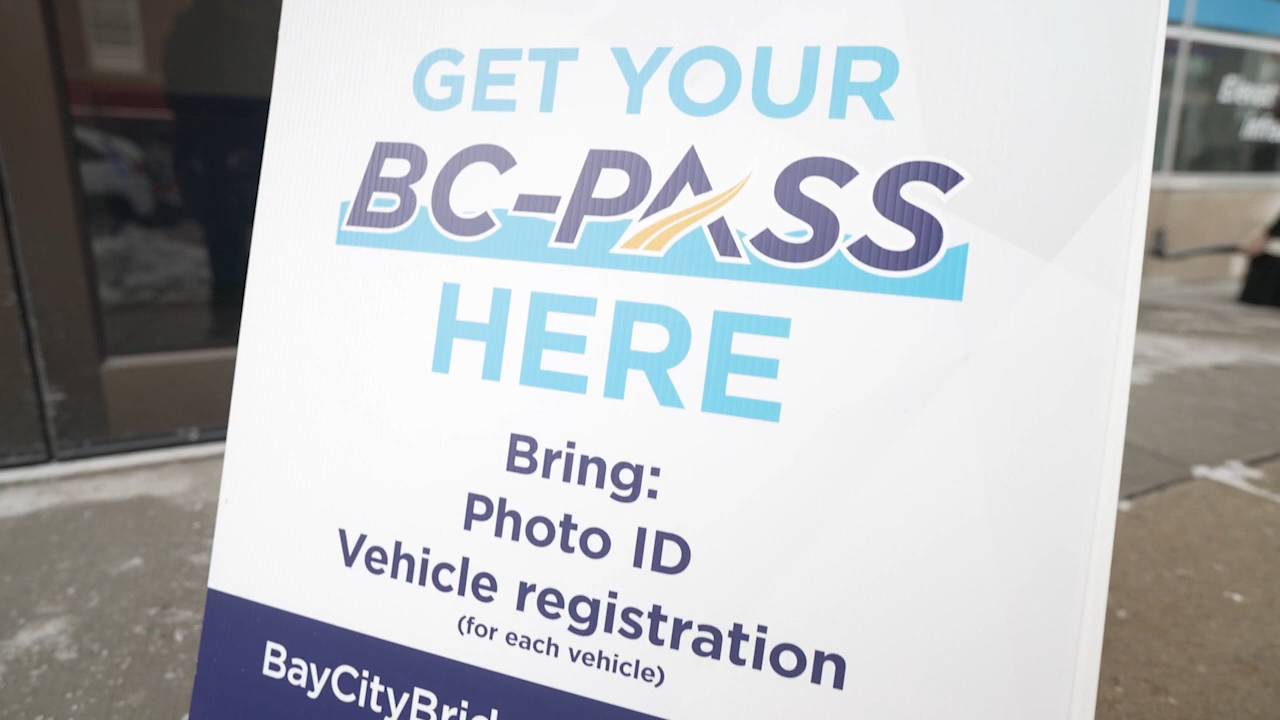 GET YOUR
BC-PASS
HERE
Bring:
Photo ID
Vehicle registration
(for each vehicle)